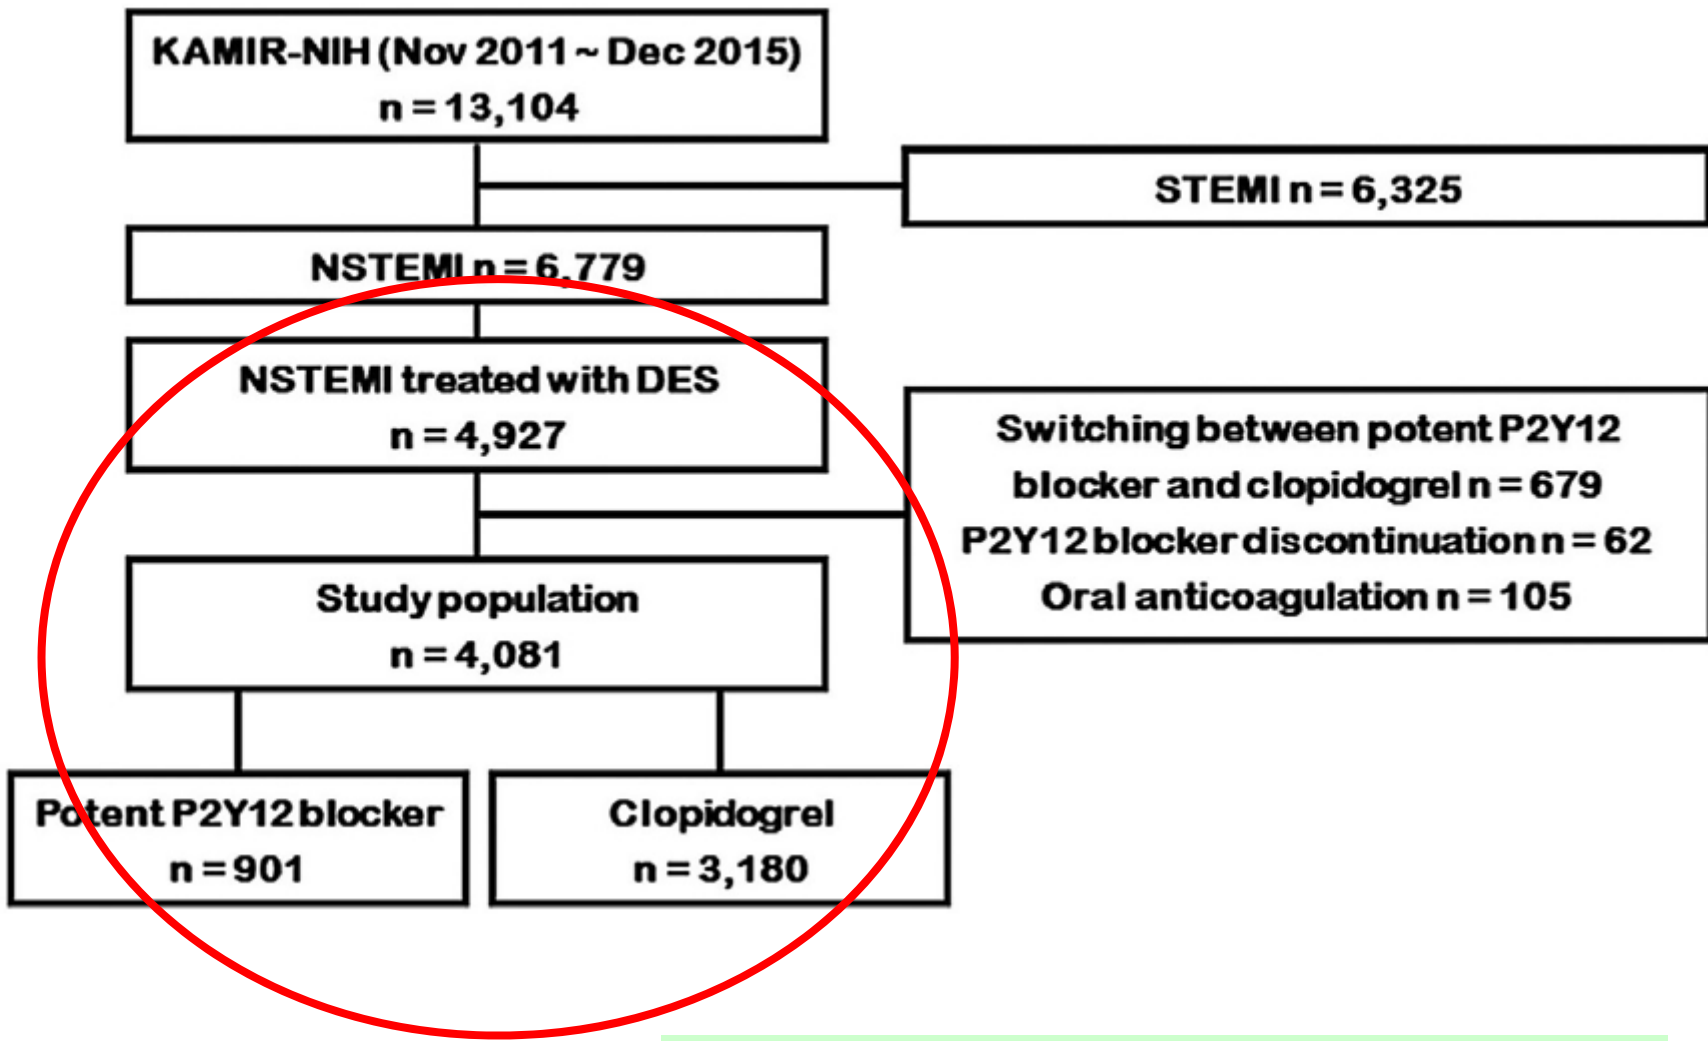 KAMIR-NIH (Nov 2011 ~ Dec 2015)
n = 13,104
STEMI n = 6,325
NSTEMI n = 6,779
NSTEMI treated with DES
n = 4,927
Switching between potent P2Y12
blocker and clopidogrel n = 679
P2Y12 blocker discontinuation n = 62
Oral anticoagulation n = 105
Study population
n = 4,081
Potent P2Y12 blocker
n = 901
Clopidogrel
n = 3,180